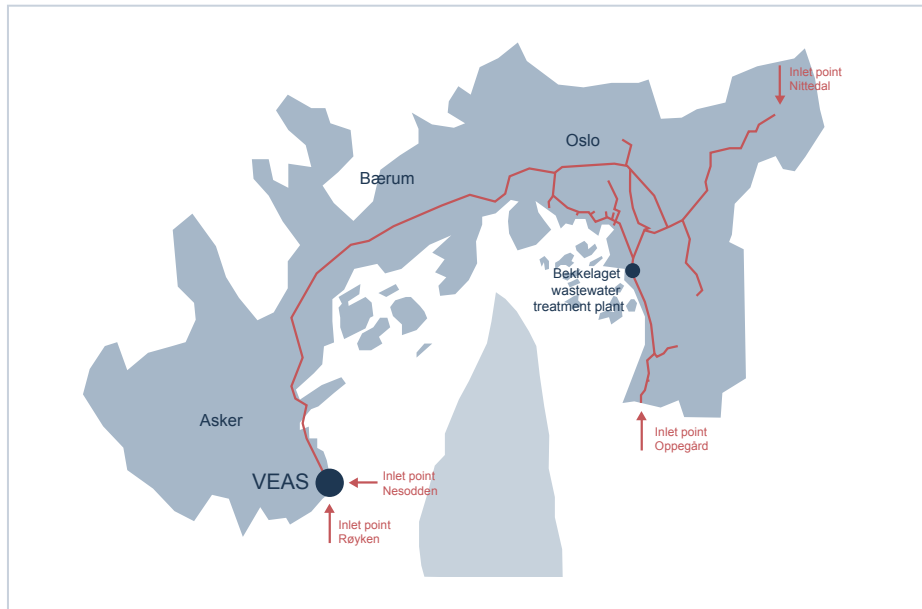 Inlet point
Nittedal
Oslo
Bærum
Bekkelaget
wastewater
treatment plant
Asker
Inlet point
Oppegård
VEAS
Inlet point
Nesodden
Inlet point
Røyken